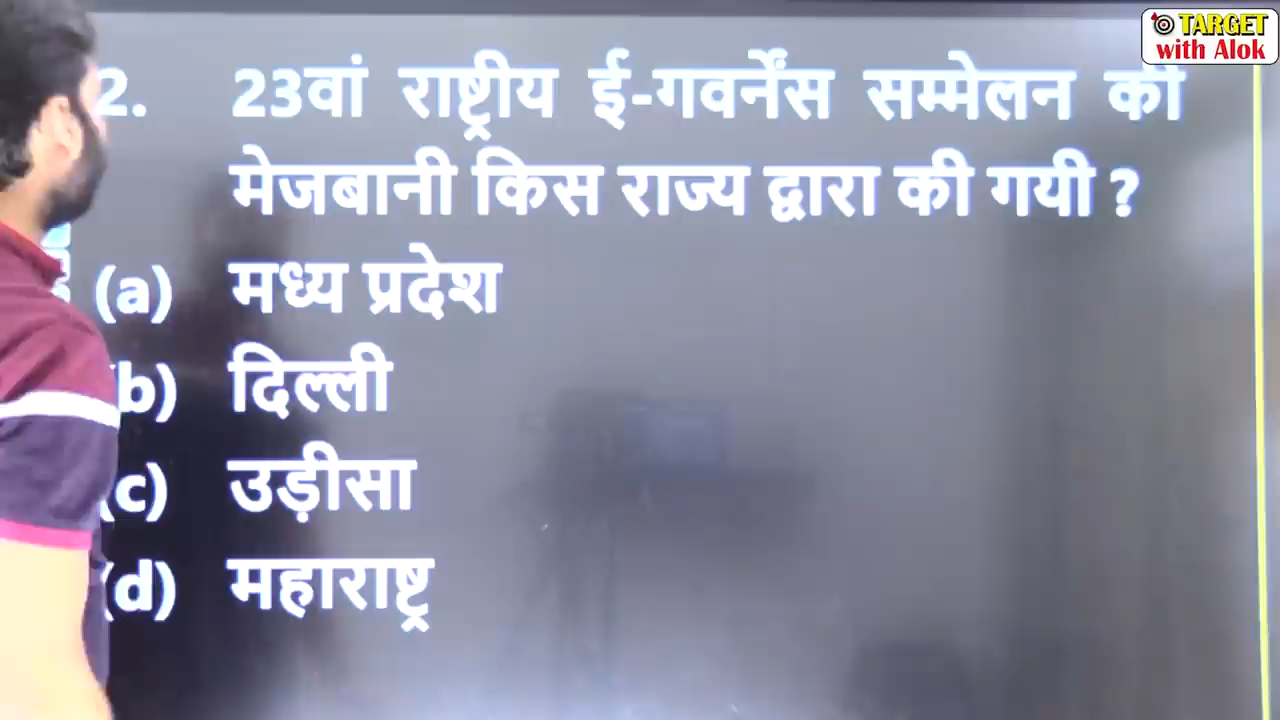 TARGET
with Alok
2. 23वां राष्ट्रीय ई-गवर्नेंस सम्मेलन की
मेजबानी किस राज्य द्वारा की गयी ?
(a) मध्य प्रदेश
(b) दिल्ली
(c) उड़ीसा
(d) महाराष्ट्र